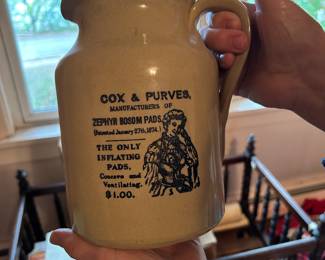 COX & PURVES,
MANUFACTURERS OF
ZEPHYR BOSOM PADS.
(Patented January 27th, 1874.)
THE ONLY
INFLATING
PADS.
Concave and
Ventilating.
$1.00.